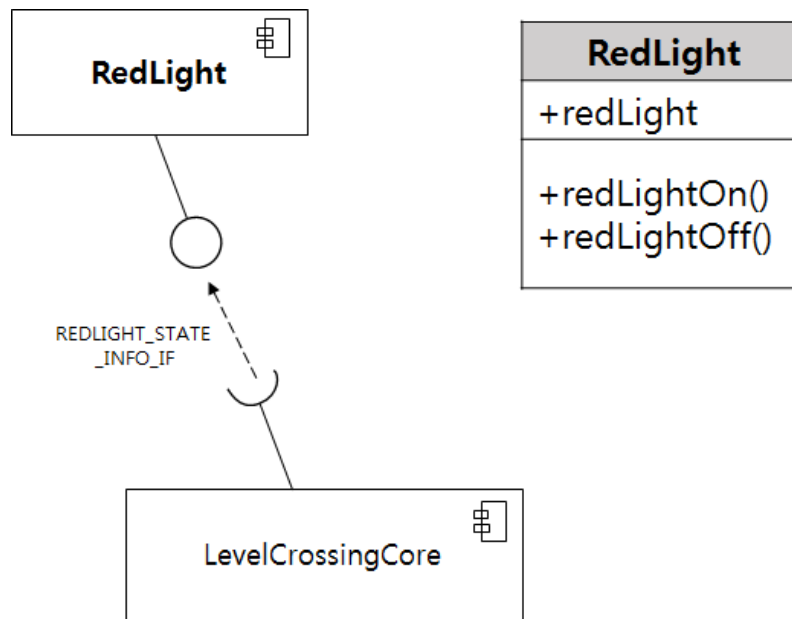 RedLight
REDLIGHT_STATE
_INFO_IF
LevelCrossingCore
RedLight
+redLight
+redLightOn()
+redLightOff()